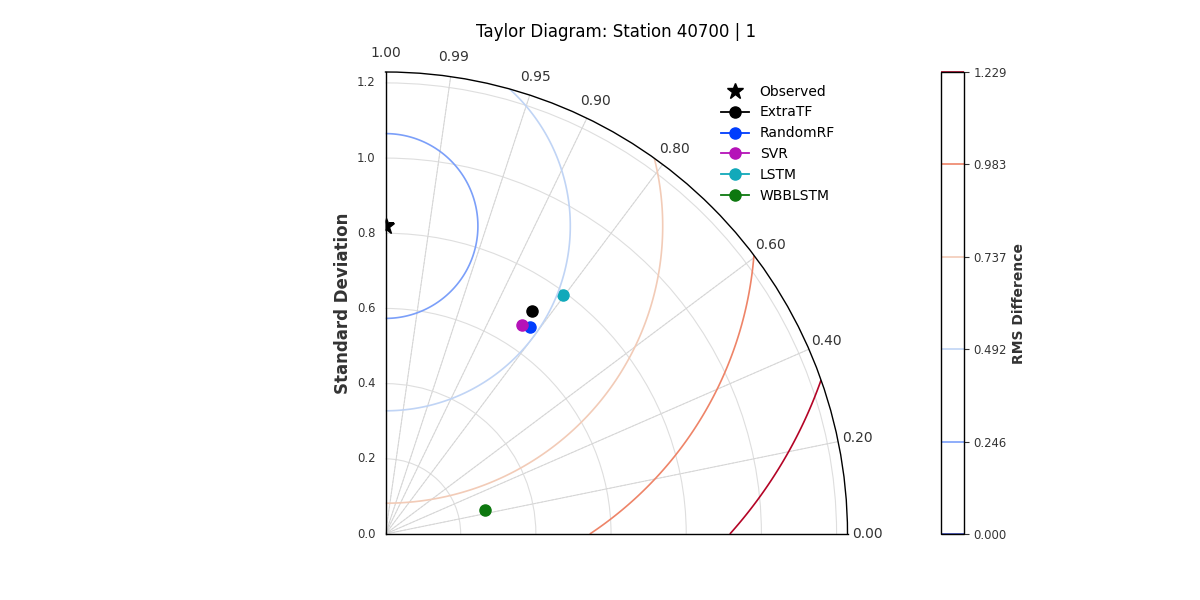 Taylor Diagram: Station 40700 | 1
1.00
0.99
0.95
0.90
0.80
0.60
0.40
0.20
0.00
1.2
1.0
0.8
0.6
0.4
0.2
0.0
Standard Deviation
Observed
ExtraTF
RandomRF
SVR
LSTM
WBBLSTM
1.229
0.983
0.737
0.492
0.246
0.000
RMS Difference